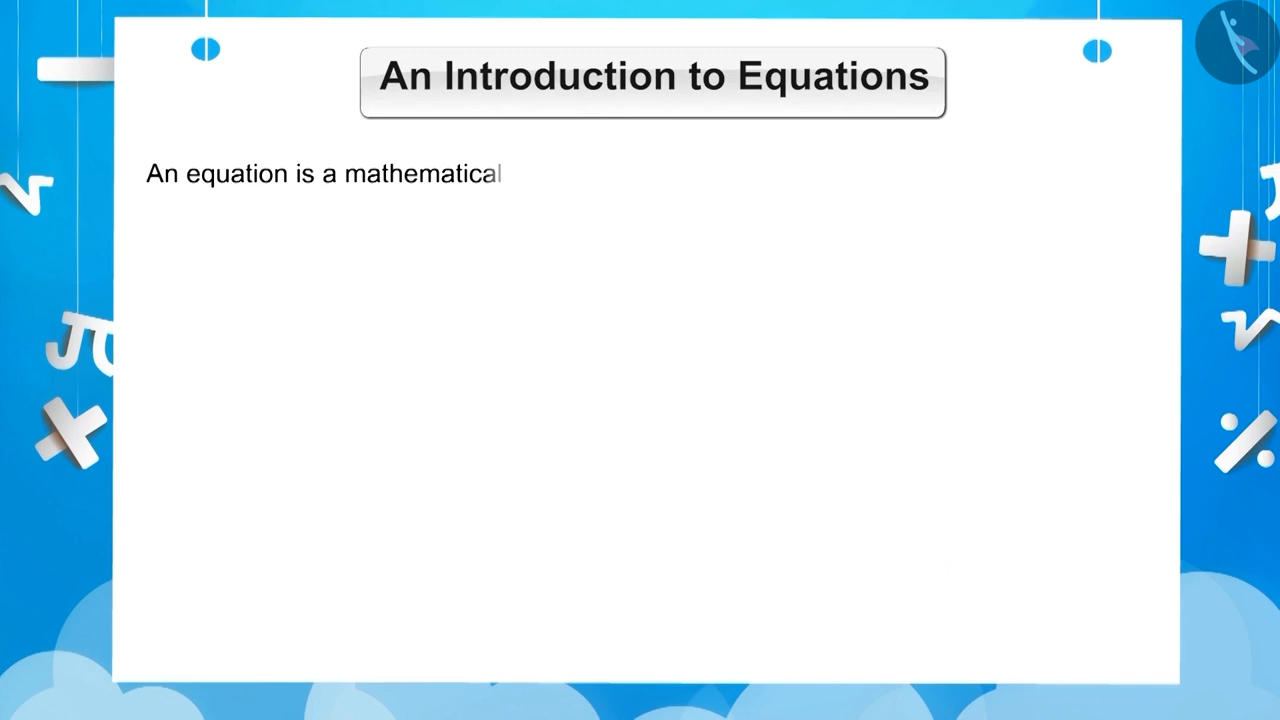 An Introduction to Equations
An equation is a mathematical